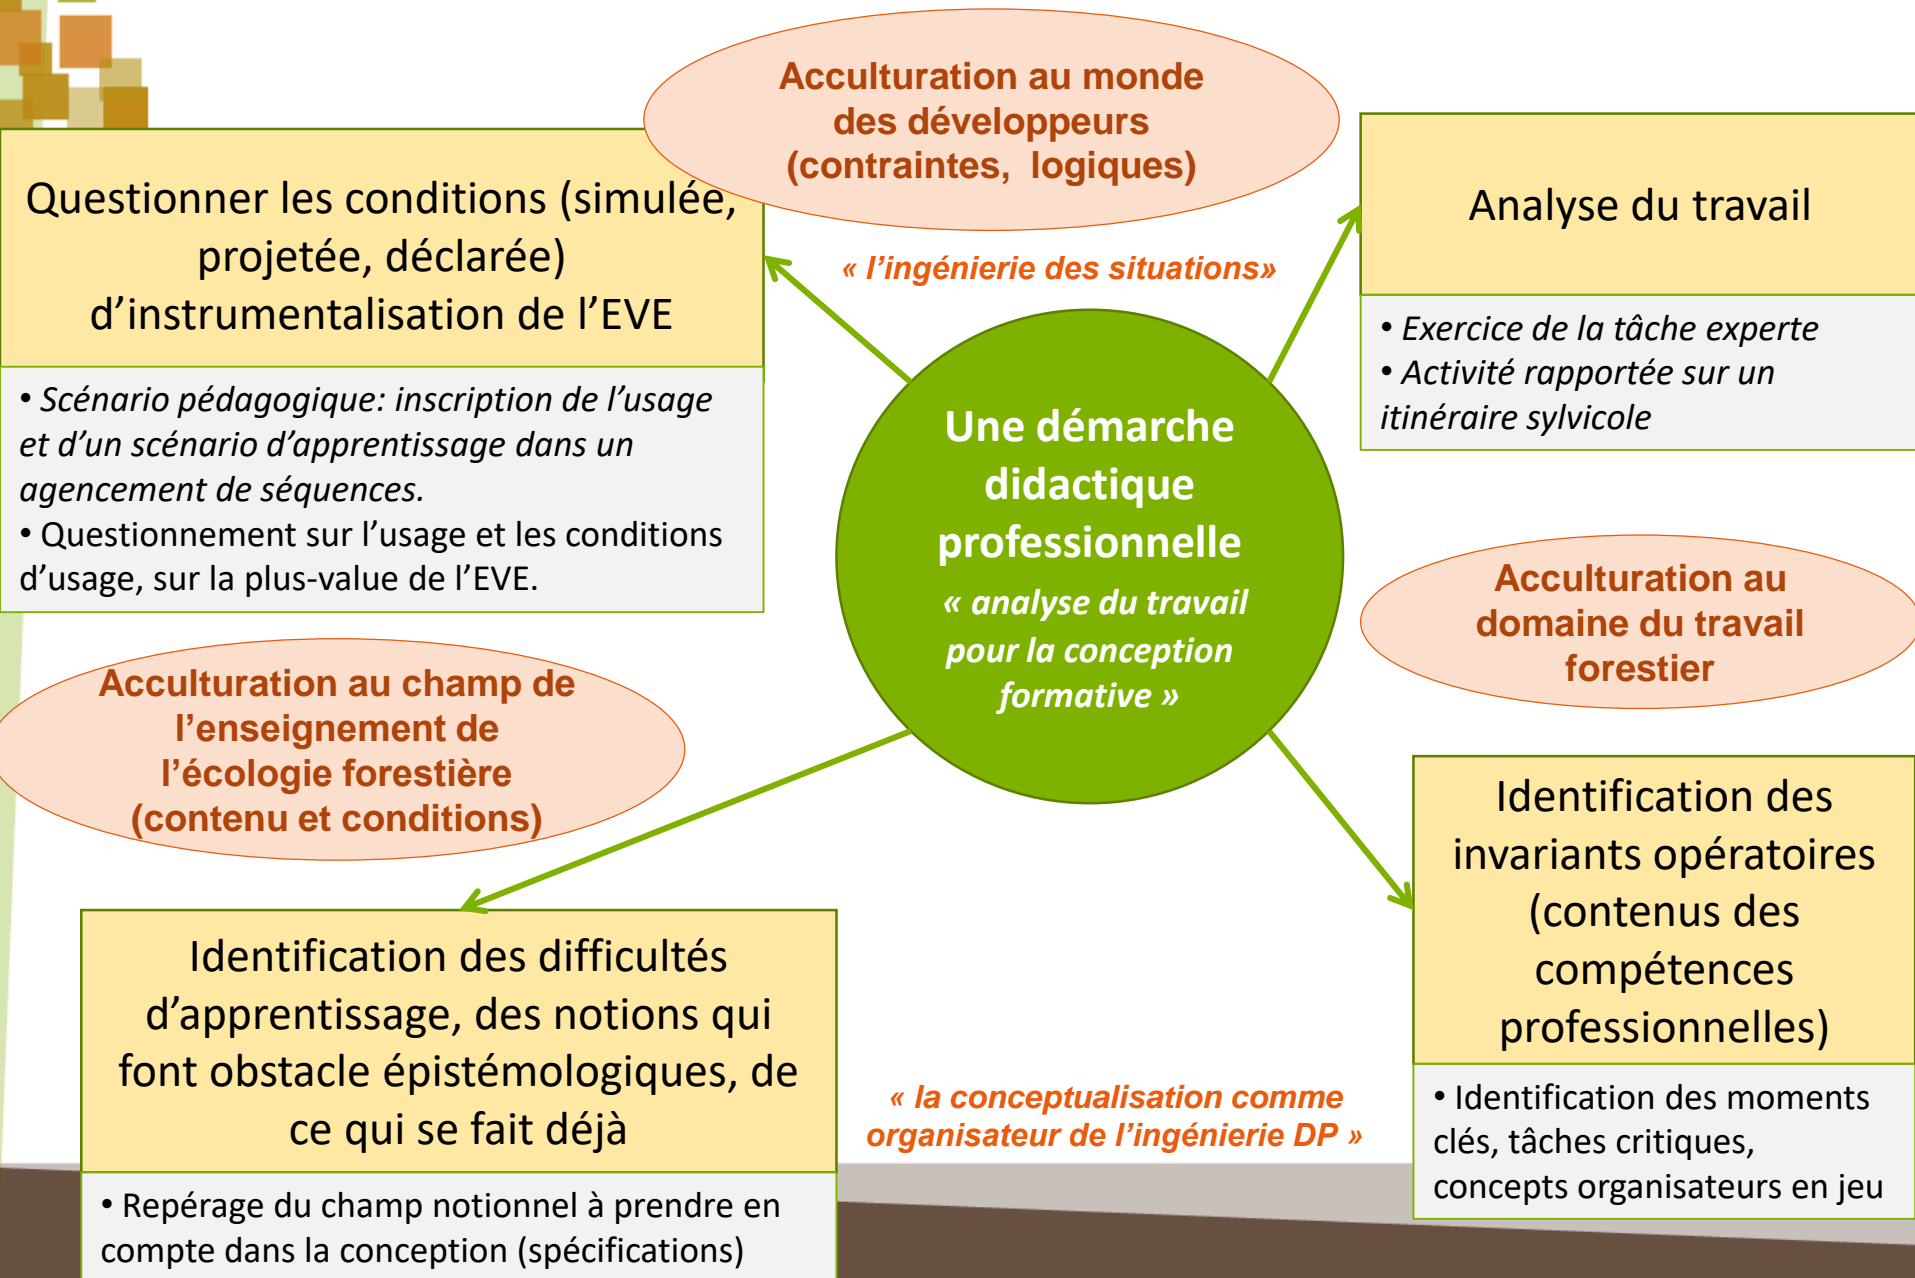 Acculturation au monde
des développeurs
(contraintes, logiques)
Questionner les conditions (simulée,
projetée, déclarée)
d’instrumentalisation de l’EVE
• Scénario pédagogique: inscription de l’usage
et d’un scénario d’apprentissage dans un
agencement de séquences.
• Questionnement sur l’usage et les conditions
d’usage, sur la plus-value de l’EVE.
« l’ingénierie des situations»
Analyse du travail
• Exercice de la tâche experte
• Activité rapportée sur un
itinéraire sylvicole
Une démarche
didactique
professionnelle
« analyse du travail
pour la conception
formative »
Acculturation au
domaine du travail
forestier
Acculturation au champ de
l’enseignement de
l’écologie forestière
(contenu et conditions)
Identification des
invariants opératoires
(contenus des
compétences
professionnelles)
• Identification des moments
clés, tâches critiques,
concepts organisateurs en jeu
Identification des difficultés
d’apprentissage, des notions qui
font obstacle épistémologiques, de
ce qui se fait déjà
• Repérage du champ notionnel à prendre en
compte dans la conception (spécifications)
« la conceptualisation comme
organisateur de l’ingénierie DP »